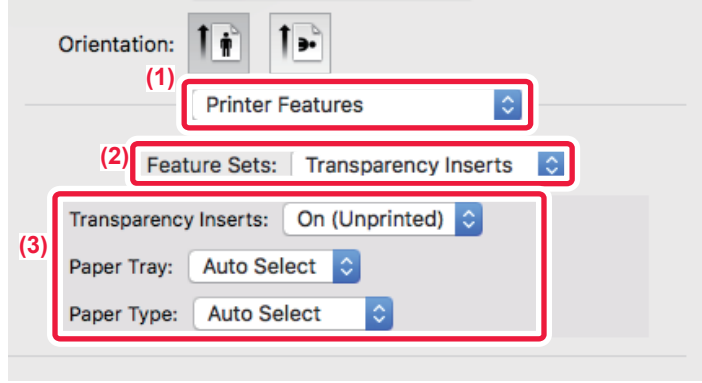 Orientation:
(1)
Printer Features
(2) Feature Sets: Transparency Inserts
(3)
Transparency Inserts: On (Unprinted)
Paper Tray: Auto Select
Paper Type: Auto Select